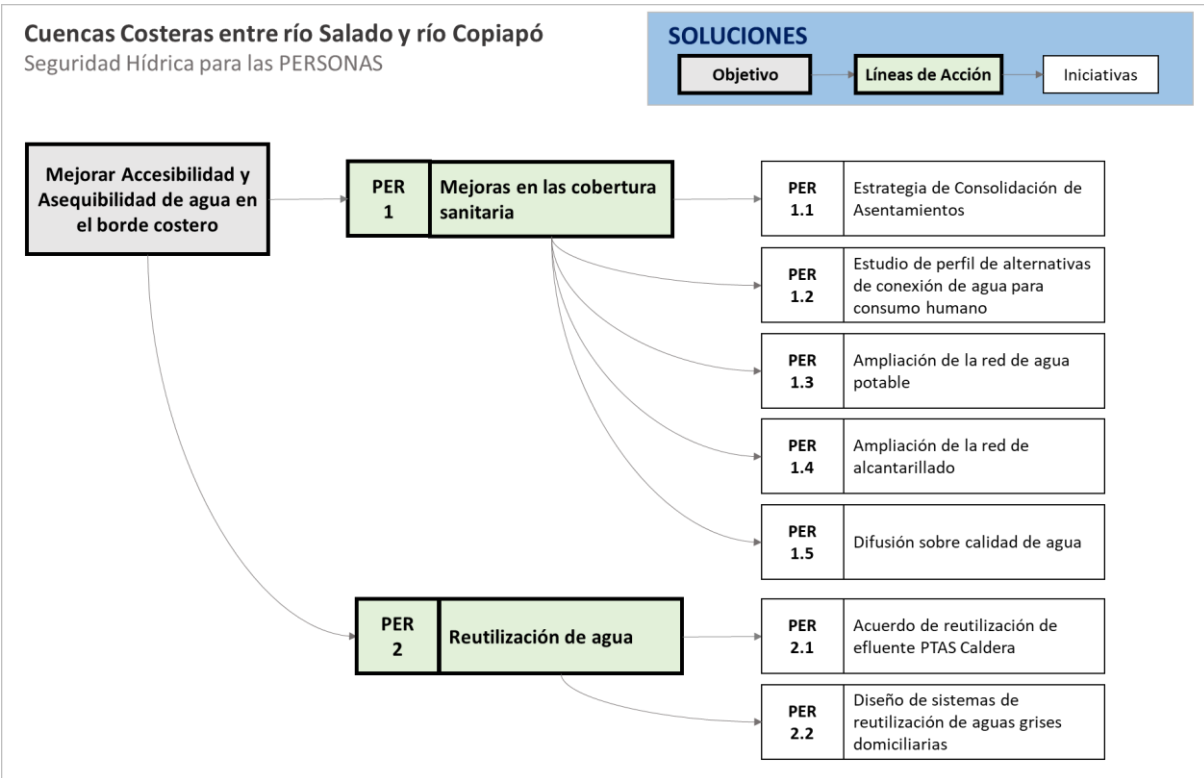 Cuencas Costeras entre río Salado y río Copiapó
Seguridad Hídrica para las PERSONAS
SOLUCIONES
Objetivo
Líneas de Acción
Iniciativas
Mejorar Accesibilidad y
Asequibilidad de agua en
el borde costero
PER
1
Mejoras en las cobertura
sanitaria
PER
1.1
Estrategia de Consolidación de
Asentamientos
PER
1.2
Estudio de perfil de alternativas
de conexión de agua para
consumo humano
PER
1.3
Ampliación de la red de agua
potable
PER
1.4
Ampliación de la red de
alcantarillado
PER
1.5
Difusión sobre calidad de agua
PER
2
Reutilización de agua
PER
2.1
Acuerdo de reutilización de
efluente PTAS Caldera
PER
2.2
Diseño de sistemas de
reutilización de aguas grises
domiciliarias